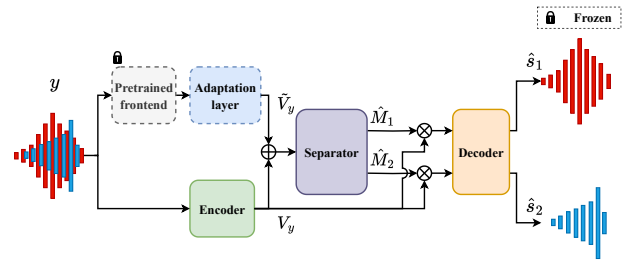 Frozen
y
Pretrained
frontend
Adaptation
layer
Ṽ_y
Separator
M̂_1
M̂_2
Decoder
ŝ_1
ŝ_2
Encoder
V_y